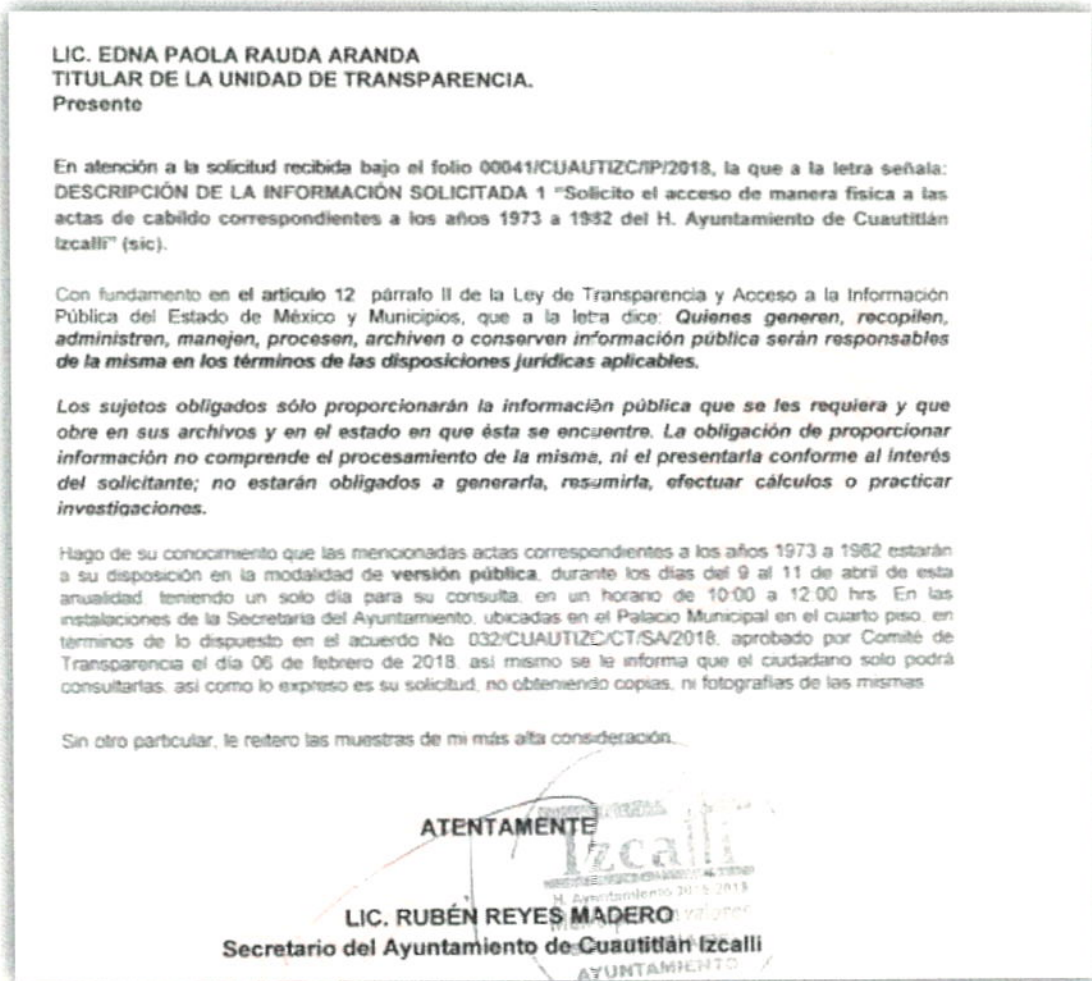 LIC. EDNA PAOLA RAUDA ARANDA
TITULAR DE LA UNIDAD DE TRANSPARENCIA.
Presente
En atención a la solicitud recibida bajo el folio 00041/CUAUTIZC/IP/2018, la que a la letra señala:
DESCRIPCIÓN DE LA INFORMACIÓN SOLICITADA 1 "Solicito el acceso de manera física a las
actas de cabildo correspondientes a los años 1973 a 1982 del H. Ayuntamiento de Cuautitlán
Izcalli" (sic).
Con fundamento en el artículo 12 párrafo II de la Ley de Transparencia y Acceso a la Información
Pública del Estado de México y Municipios, que a la letra dice: Quienes generen, recopilen,
administren, manejen, procesen, archiven o conserven información pública serán responsables
de la misma en los términos de las disposiciones jurídicas aplicables.
Los sujetos obligados sólo proporcionarán la información pública que se les requiera y que
obre en sus archivos y en el estado en que ésta se encuentre. La obligación de proporcionar
información no comprende el procesamiento de la misma, ni el presentarla conforme al interés
del solicitante; no estarán obligados a generarla, resumirla, efectuar cálculos o practicar
investigaciones.
Hago de su conocimiento que las mencionadas actas correspondientes a los años 1973 a 1982 estarán
a su disposición en la modalidad de versión pública, durante los días del 9 al 11 de abril de esta
anualidad, teniendo un solo día para su consulta, en un horario de 10:00 a 12:00 hrs. En las
instalaciones de la Secretaría del Ayuntamiento, ubicadas en el Palacio Municipal en el cuarto piso, en
términos de lo dispuesto en el acuerdo No. 032/CUAUTIZC/CT/SA/2018, aprobado por Comité de
Transparencia el día 06 de febrero de 2018, así mismo se le informa que el ciudadano solo podrá
consultarlas, así como lo expreso es su solicitud, no obteniendo copias, ni fotografías de las mismas
Sin otro particular, le reitero las muestras de mi más alta consideración.
ATENTAMENTE
Izcalli
H. Ayuntamiento 2016-2018
LIC. RUBÉN REYES MADERO
Secretario del Ayuntamiento de Cuautitlán Izcalli
AYUNTAMIENTO